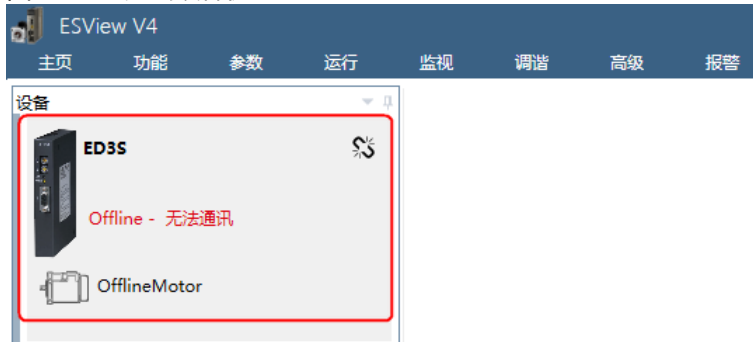 ESView V4
主页 功能 参数 运行 监视 调谐 高级 报警
设备
ED3S
Offline - 无法通讯
OfflineMotor